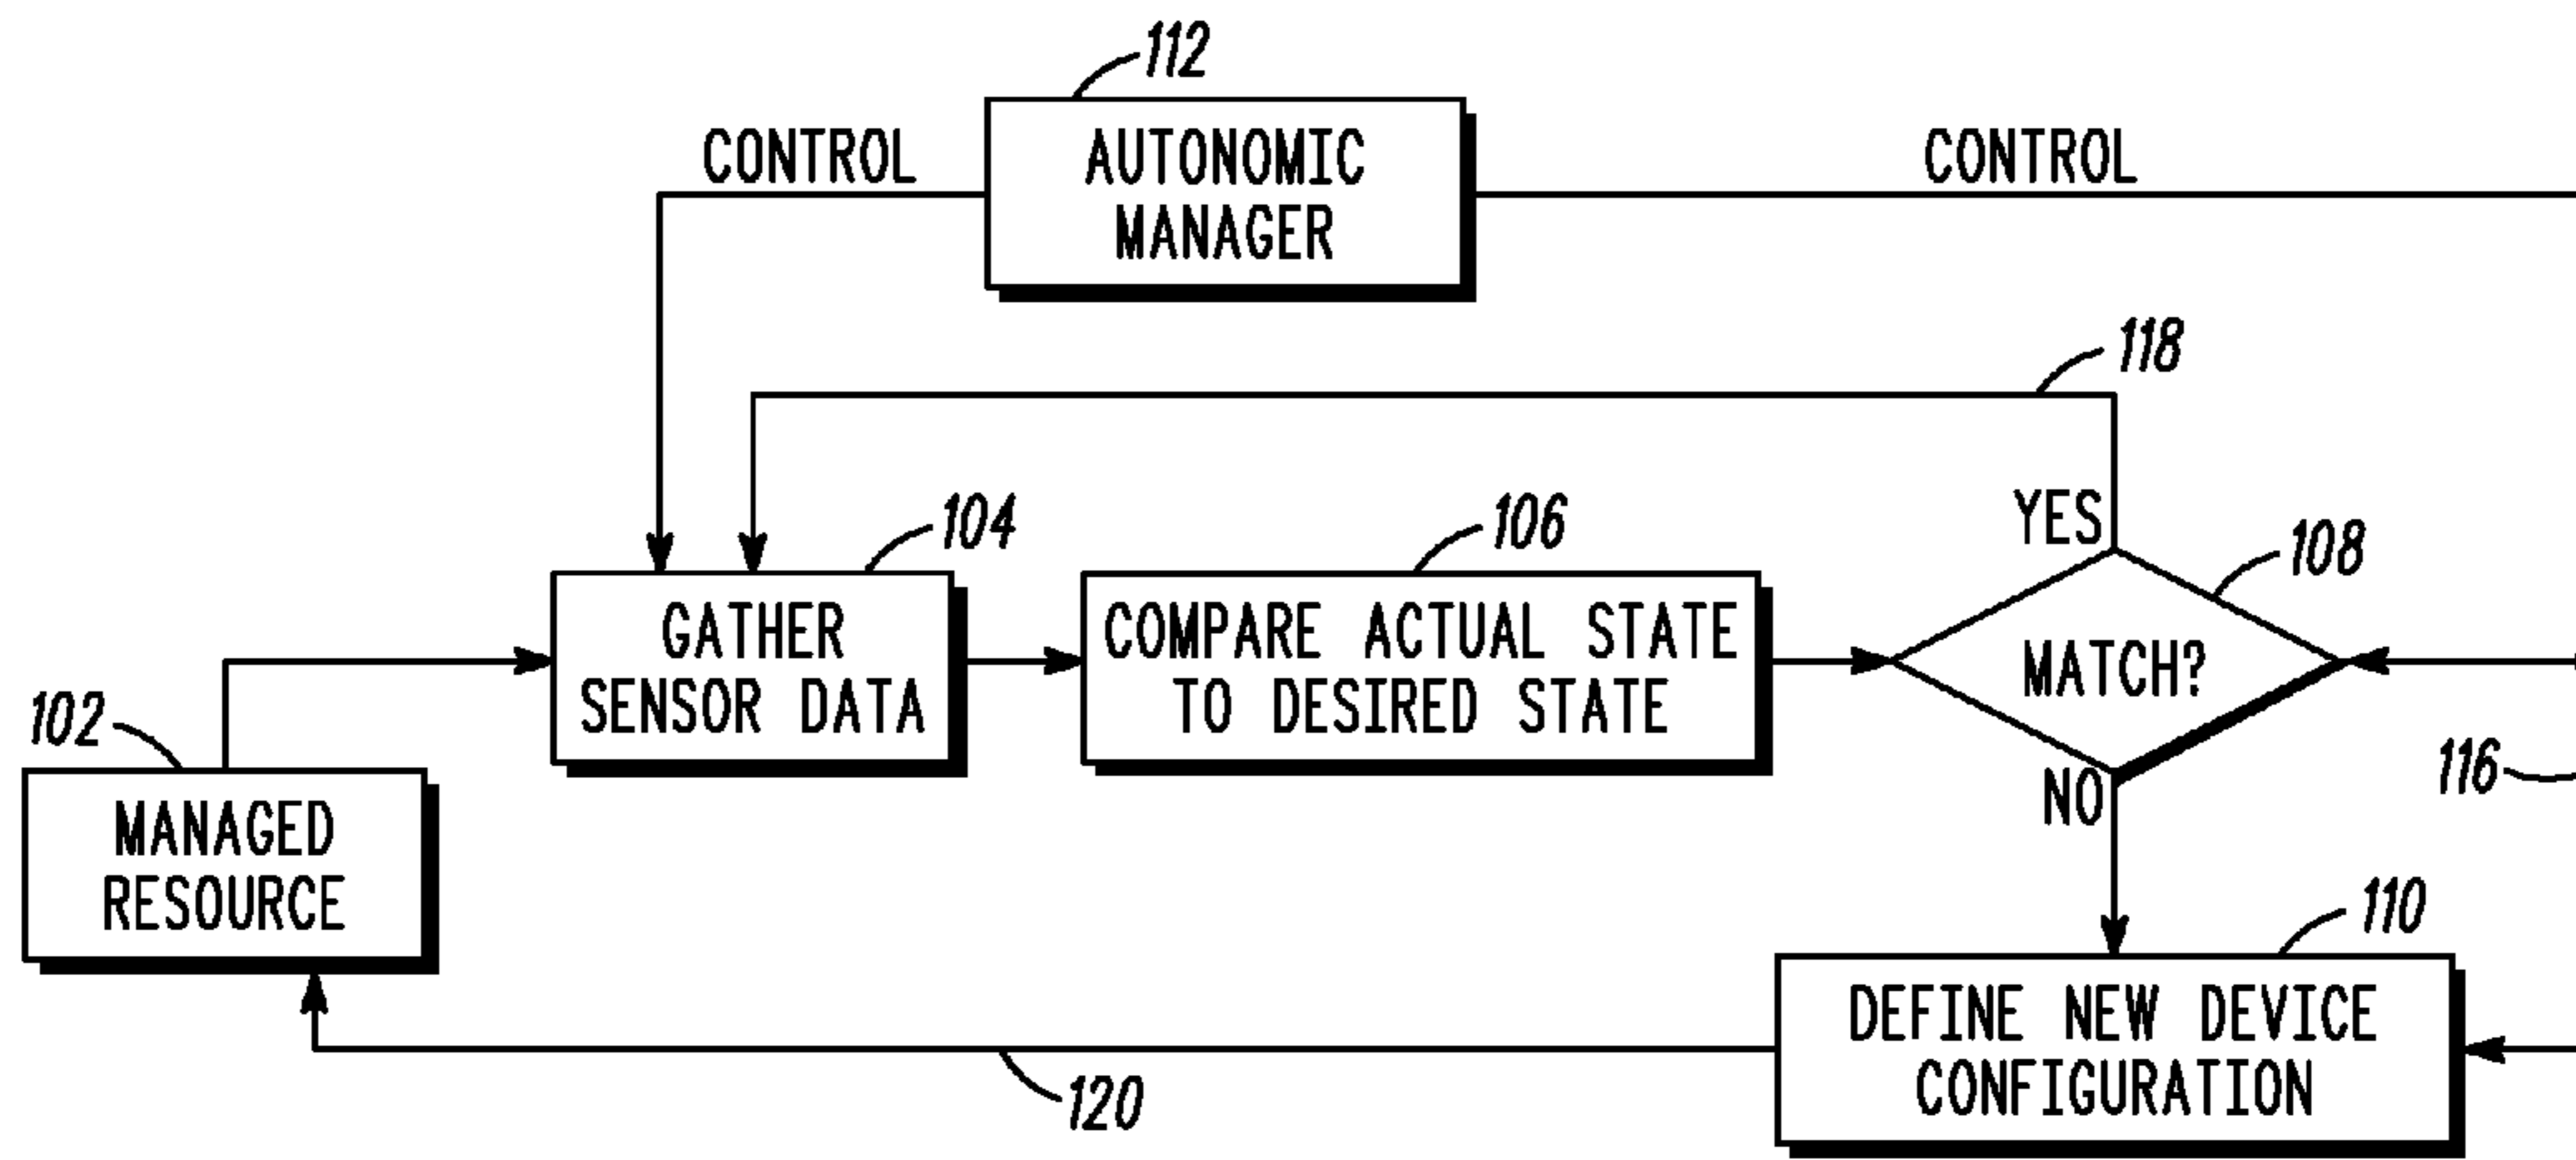 112
CONTROL
AUTONOMIC
MANAGER
CONTROL
118
YES
104
106
108
GATHER
SENSOR DATA
COMPARE ACTUAL STATE
TO DESIRED STATE
MATCH?
102
116
NO
MANAGED
RESOURCE
110
DEFINE NEW DEVICE
CONFIGURATION
120